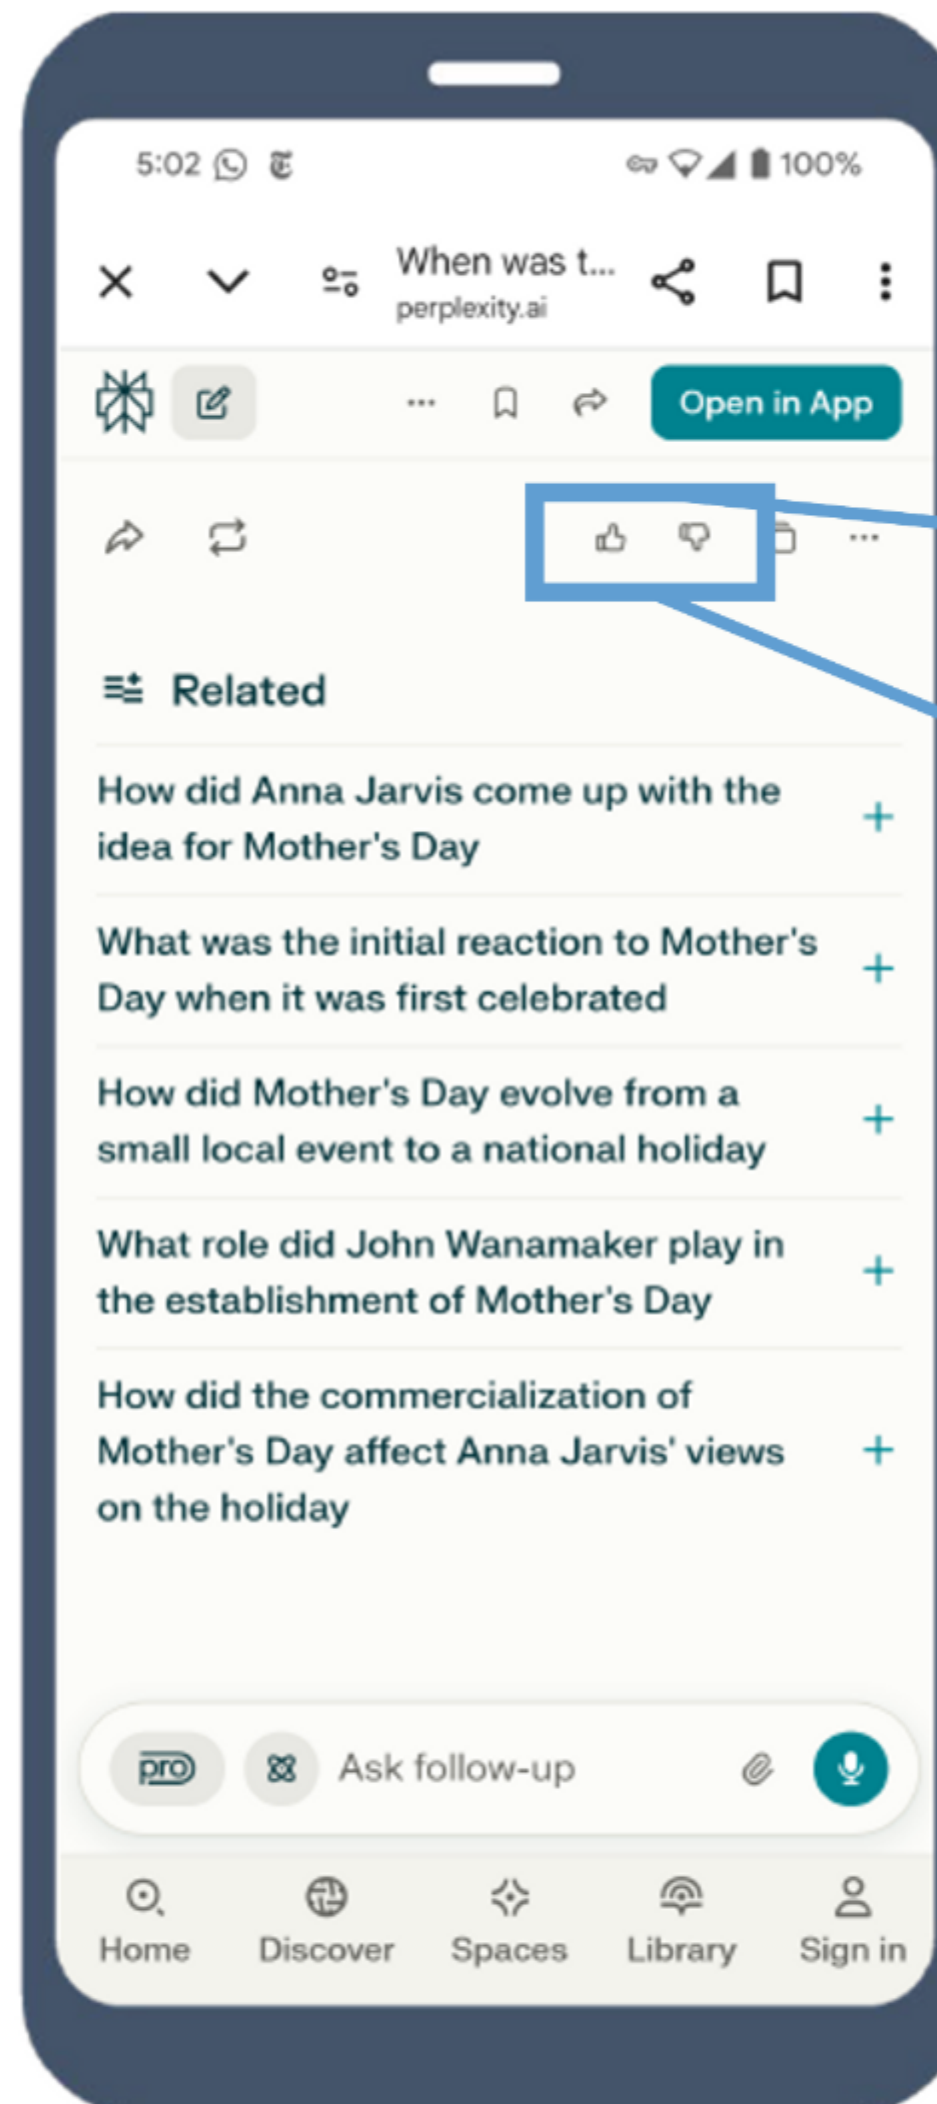 5:02
100%
When was t...
perplexity.ai
Open in App
Related
How did Anna Jarvis come up with the
idea for Mother's Day
What was the initial reaction to Mother's
Day when it was first celebrated
How did Mother's Day evolve from a
small local event to a national holiday
What role did John Wanamaker play in
the establishment of Mother's Day
How did the commercialization of
Mother's Day affect Anna Jarvis' views
on the holiday
pro
Ask follow-up
Home
Discover
Spaces
Library
Sign in